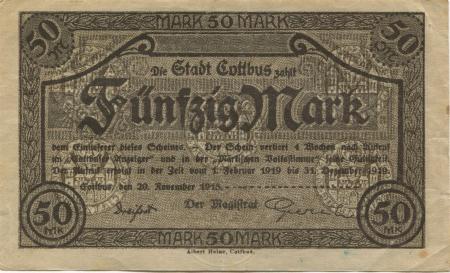 MARK 50 MARK
50 M. 50 M.
Die Stadt Cottbus zahlt
Fünfzig Mark
dem Einlieferer dieses Scheines. Der Schein verliert 4 Wochen nach Aufruf
im "Cottbuser Anzeiger" und in der "Märkischen Volksstimme" seine Gültigkeit.
Der Aufruf erfolgt in der Zeit vom 1. Februar 1919 bis 31. Dezember 1919.
Cottbus, den 20. November 1918.
Der Magistrat
50 MK 50 MK
MARK 50 MARK
Albert Heine, Cottbus.